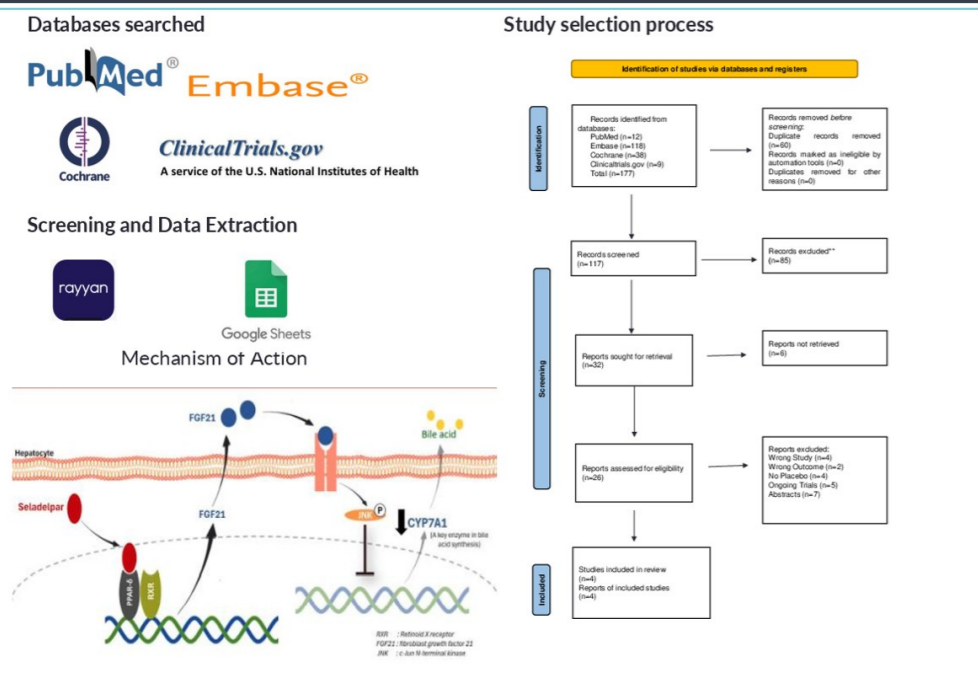 Databases searched
PubMed®
Embase®
Cochrane
ClinicalTrials.gov
A service of the U.S. National Institutes of Health
Screening and Data Extraction
rayyan
Google Sheets
Mechanism of Action
FGF21
Bile acid
Hepatocyte
Seladelpar
FGF21
JNK
P
CYP7A1
(A key enzyme in bile
acid synthesis)
PPAR-δ
RXR
RXR : Retinoid X receptor
FGF21 : fibroblast growth factor 21
JNK : c-Jun N-terminal kinase
Study selection process
Identification of studies via databases and registers
Identification
Records identified from
databases:
PubMed (n=12)
Embase (n=118)
Cochrane (n=38)
Clinicaltrials.gov (n=9)
Total (n=177)
Records removed before
screening:
Duplicate records removed
(n=60)
Records marked as ineligible by
automation tools (n=0)
Duplicates removed for other
reasons (n=0)
Screening
Records screened
(n=117)
Records excluded**
(n=85)
Reports sought for retrieval
(n=32)
Reports not retrieved
(n=6)
Reports assessed for eligibility
(n=26)
Reports excluded:
Wrong Study (n=4)
Wrong Outcome (n=2)
No Placebo (n=4)
Ongoing Trials (n=5)
Abstracts (n=7)
Included
Studies included in review
(n=4)
Reports of included studies
(n=4)